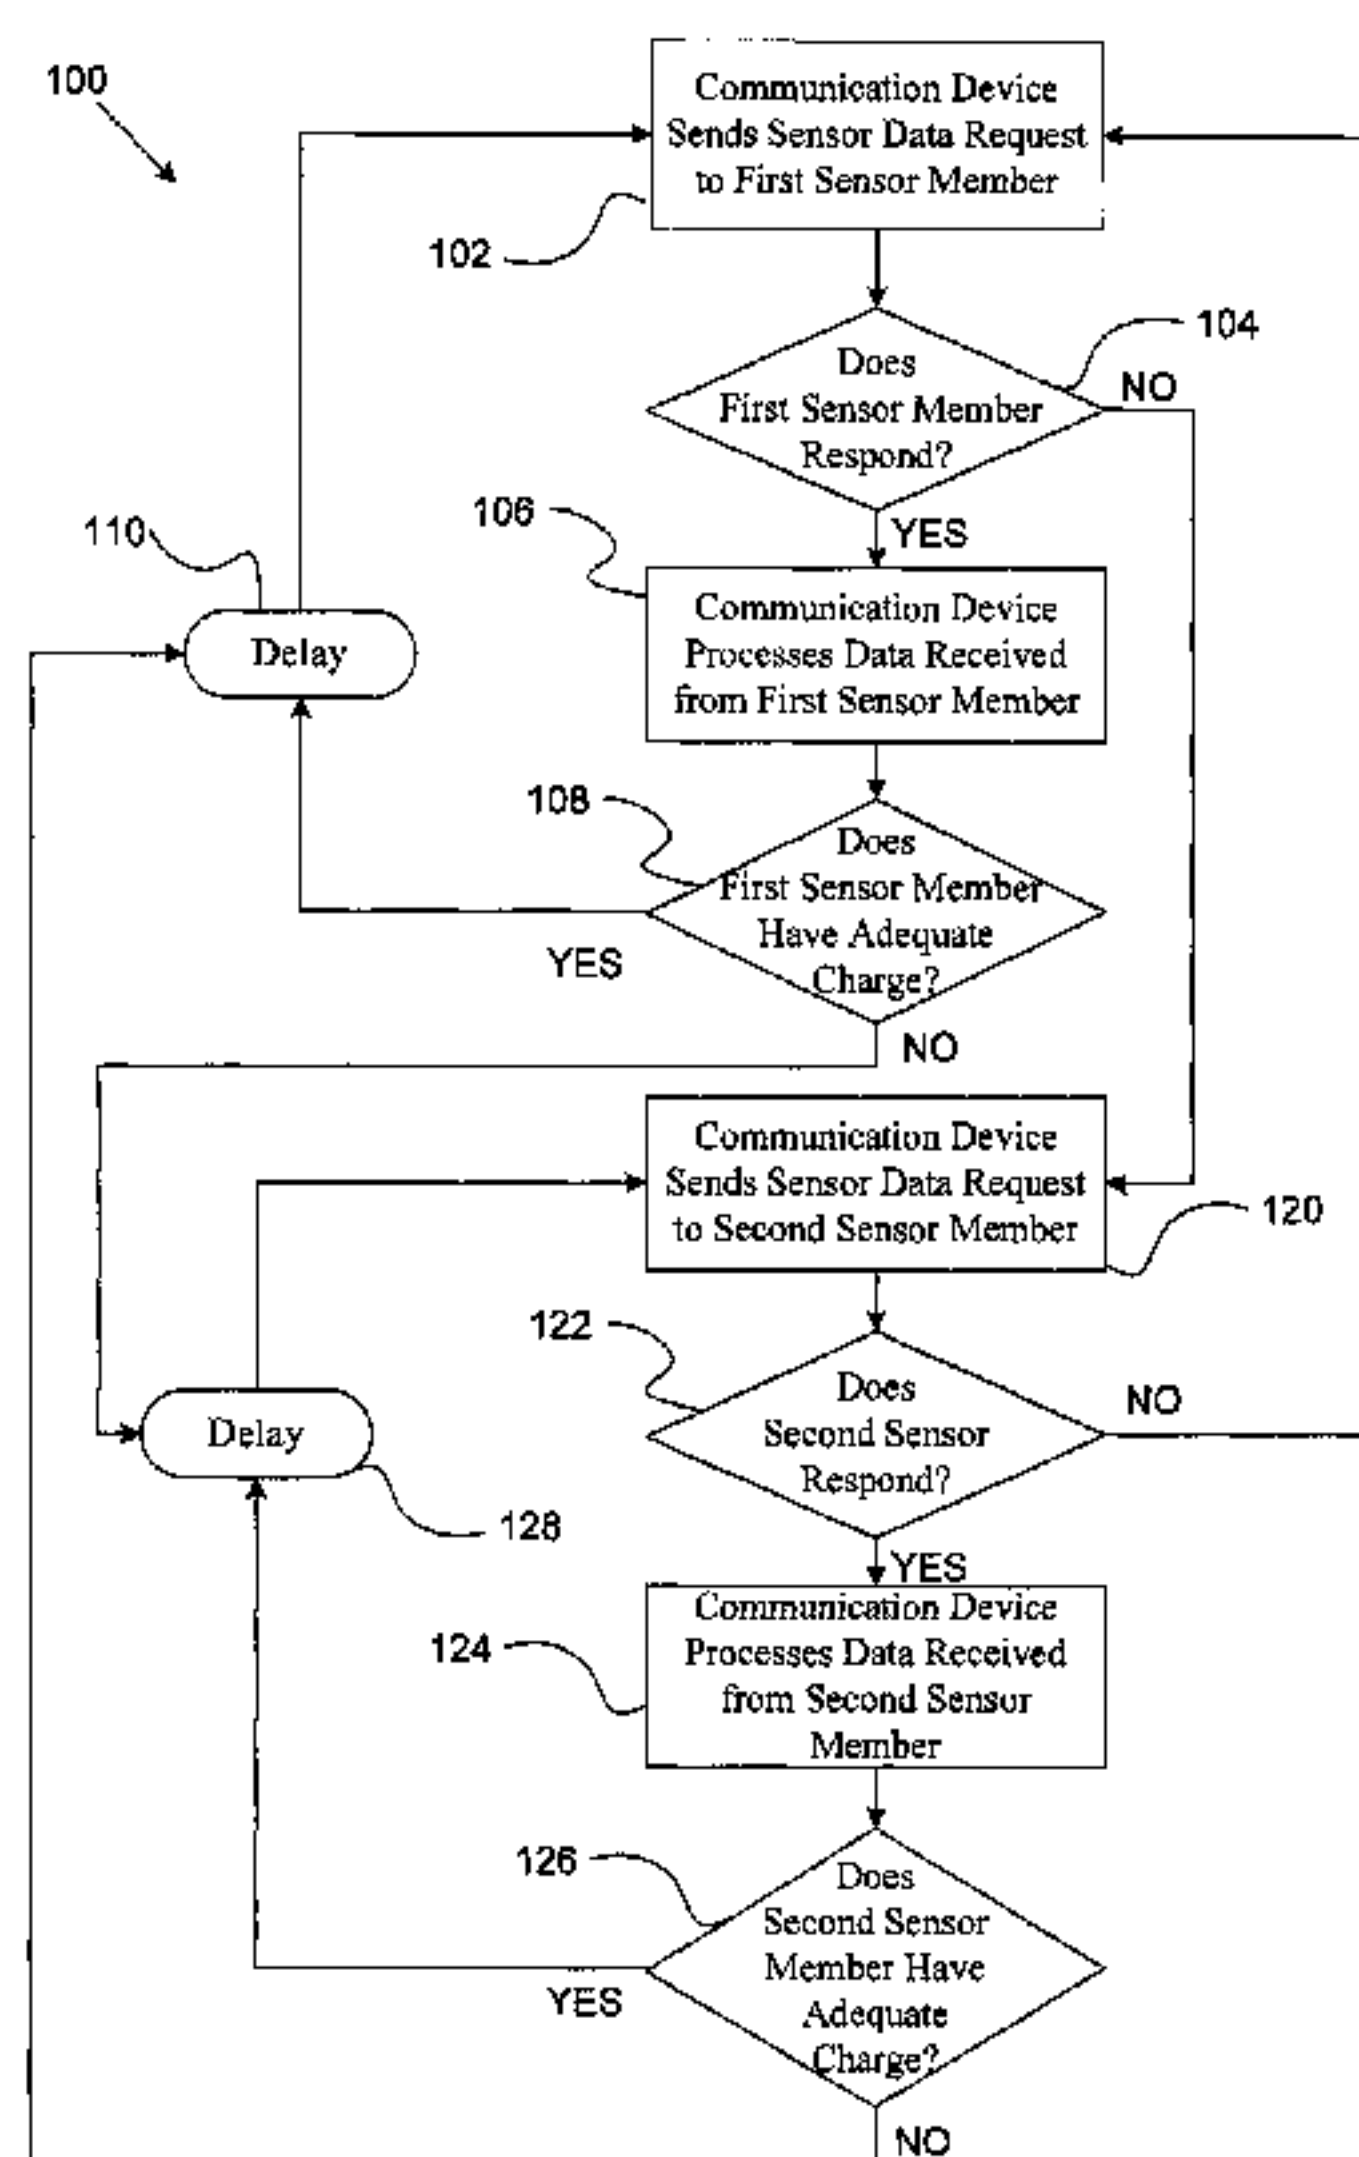 100
Communication Device
Sends Sensor Data Request
to First Sensor Member
102
104
Does
First Sensor Member
Respond?
NO
YES
106
110
Delay
Communication Device
Processes Data Received
from First Sensor Member
108
Does
First Sensor Member
Have Adequate
Charge?
YES
NO
Communication Device
Sends Sensor Data Request
to Second Sensor Member
120
122
Does
Second Sensor
Respond?
NO
Delay
128
YES
124
Communication Device
Processes Data Received
from Second Sensor
Member
126
Does
Second Sensor
Member Have
Adequate
Charge?
YES
NO